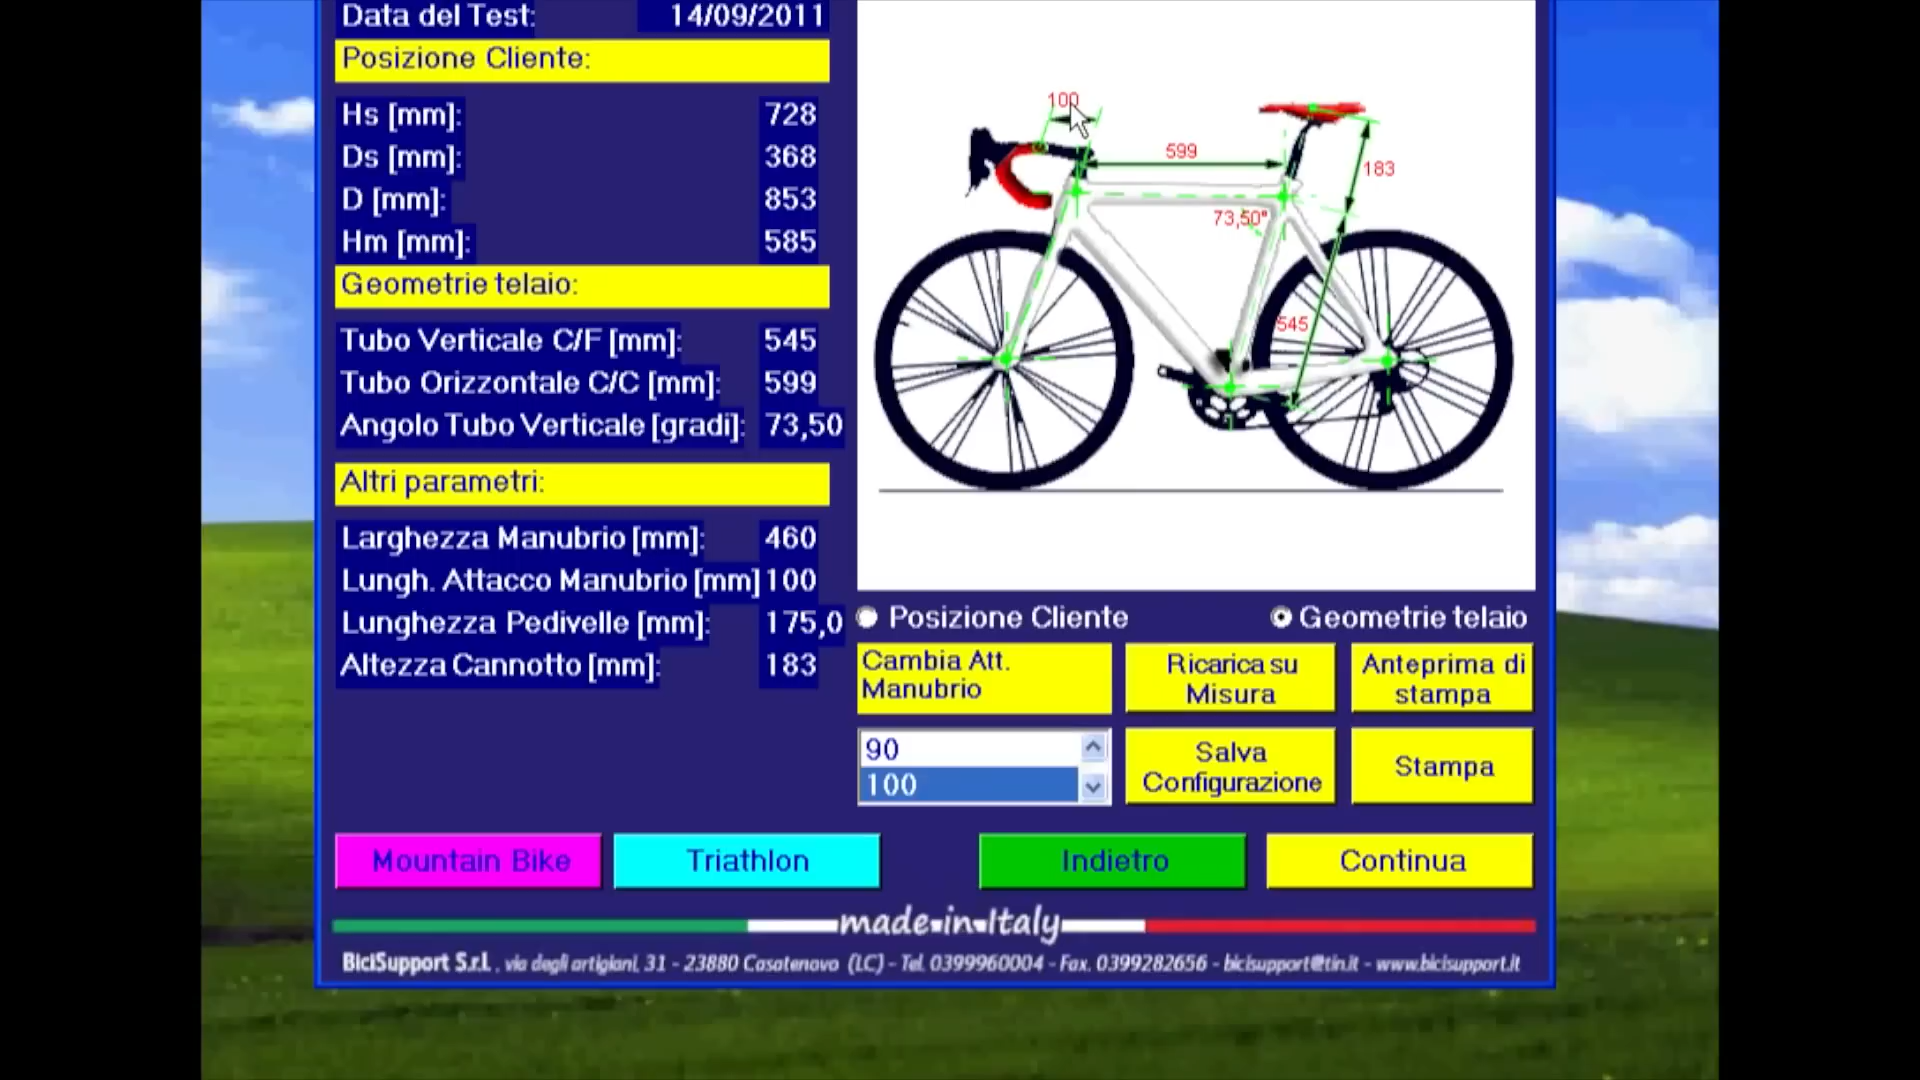 Data del Test: 14/09/2011
Posizione Cliente:
Hs [mm]: 728
Ds [mm]: 368
D [mm]: 853
Hm [mm]: 585
Geometrie telaio:
Tubo Verticale C/F [mm]: 545
Tubo Orizzontale C/C [mm]: 599
Angolo Tubo Verticale [gradi]: 73,50
Altri parametri:
Larghezza Manubrio [mm]: 460
Lungh. Attacco Manubrio [mm] 100
Lunghezza Pedivelle [mm]: 175,0
Altezza Cannotto [mm]: 183
100
599
183
73,50°
545
Posizione Cliente
Geometrie telaio
Cambia Att.
Manubrio
Ricarica su
Misura
Anteprima di
stampa
90
100
Salva
Configurazione
Stampa
Mountain Bike
Triathlon
Indietro
Continua
made-in-Italy
BiciSupport S.r.l. , via degli artigiani, 31 - 23880 Casatenovo (LC) - Tel. 0399960004 - Fax. 0399282656 - bicisupport@tin.it - www.bicisupport.it